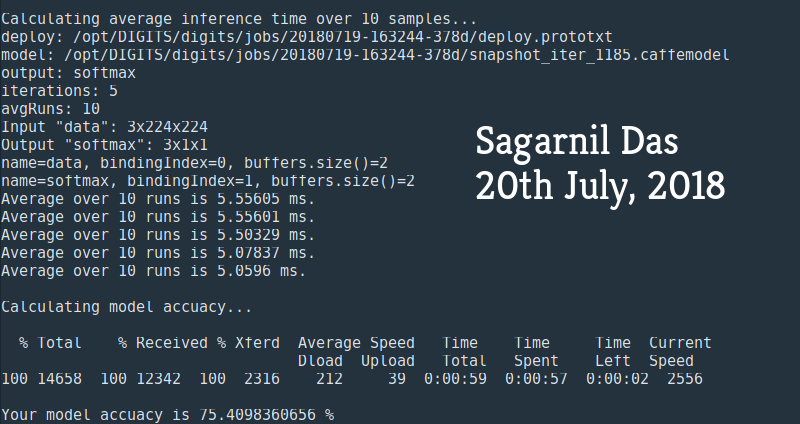 Calculating average inference time over 10 samples...
deploy: /opt/DIGITS/digits/jobs/20180719-163244-378d/deploy.prototxt
model: /opt/DIGITS/digits/jobs/20180719-163244-378d/snapshot_iter_1185.caffemodel
output: softmax
iterations: 5
avgRuns: 10
Input "data": 3x224x224
Output "softmax": 3x1x1
name=data, bindingIndex=0, buffers.size()=2
name=softmax, bindingIndex=1, buffers.size()=2
Average over 10 runs is 5.55605 ms.
Average over 10 runs is 5.55601 ms.
Average over 10 runs is 5.50329 ms.
Average over 10 runs is 5.07837 ms.
Average over 10 runs is 5.0596 ms.
Sagarnil Das
20th July, 2018
Calculating model accuacy...
  % Total    % Received % Xferd  Average Speed   Time    Time     Time  Current
                                 Dload  Upload   Total   Spent    Left  Speed
100 14658  100 12342  100  2316    212     39  0:00:59  0:00:57  0:00:02  2556
Your model accuacy is 75.4098360656 %